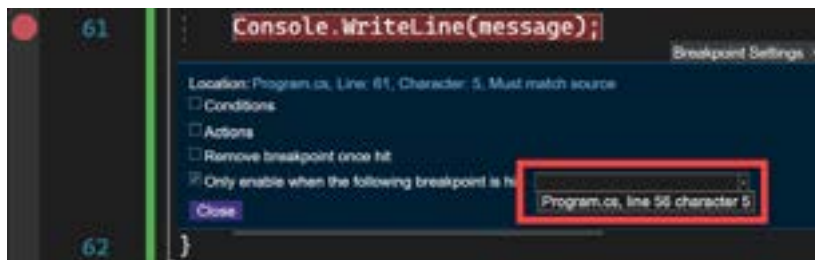 61 Console.WriteLine(message);
Breakpoint Settings
Location: Program.cs, Line: 61, Character: 5, Must match source
Conditions
Actions
Remove breakpoint once hit
Only enable when the following breakpoint is hi
Program.cs, line 56 character 5
Close
62 }